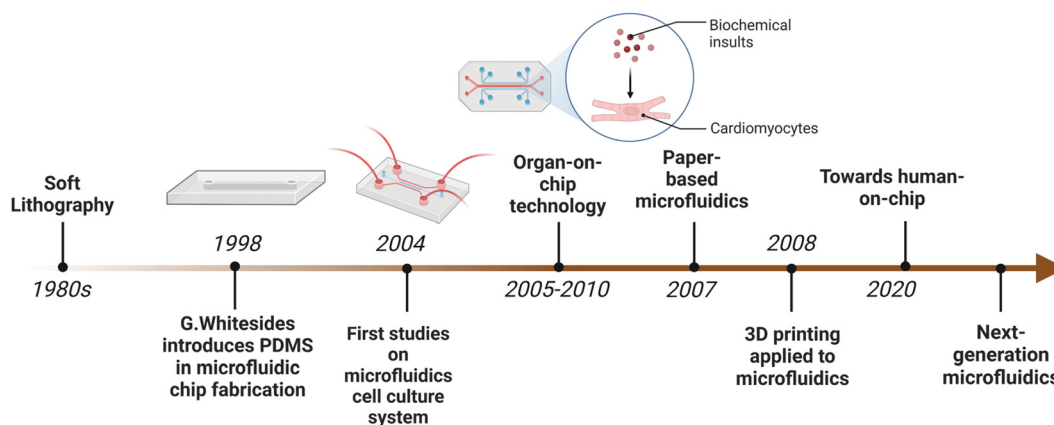 Biochemical
insults
Cardiomyocytes
Soft
Lithography
1980s
1998
G.Whitesides
introduces PDMS
in microfluidic
chip fabrication
2004
First studies on
microfluidics
cell culture
system
Organ-on-
chip
technology
2005-2010
Paper-
based
microfluidics
2007
2008
3D printing
applied to
microfluidics
Towards human-
on-chip
2020
Next-
generation
microfluidics